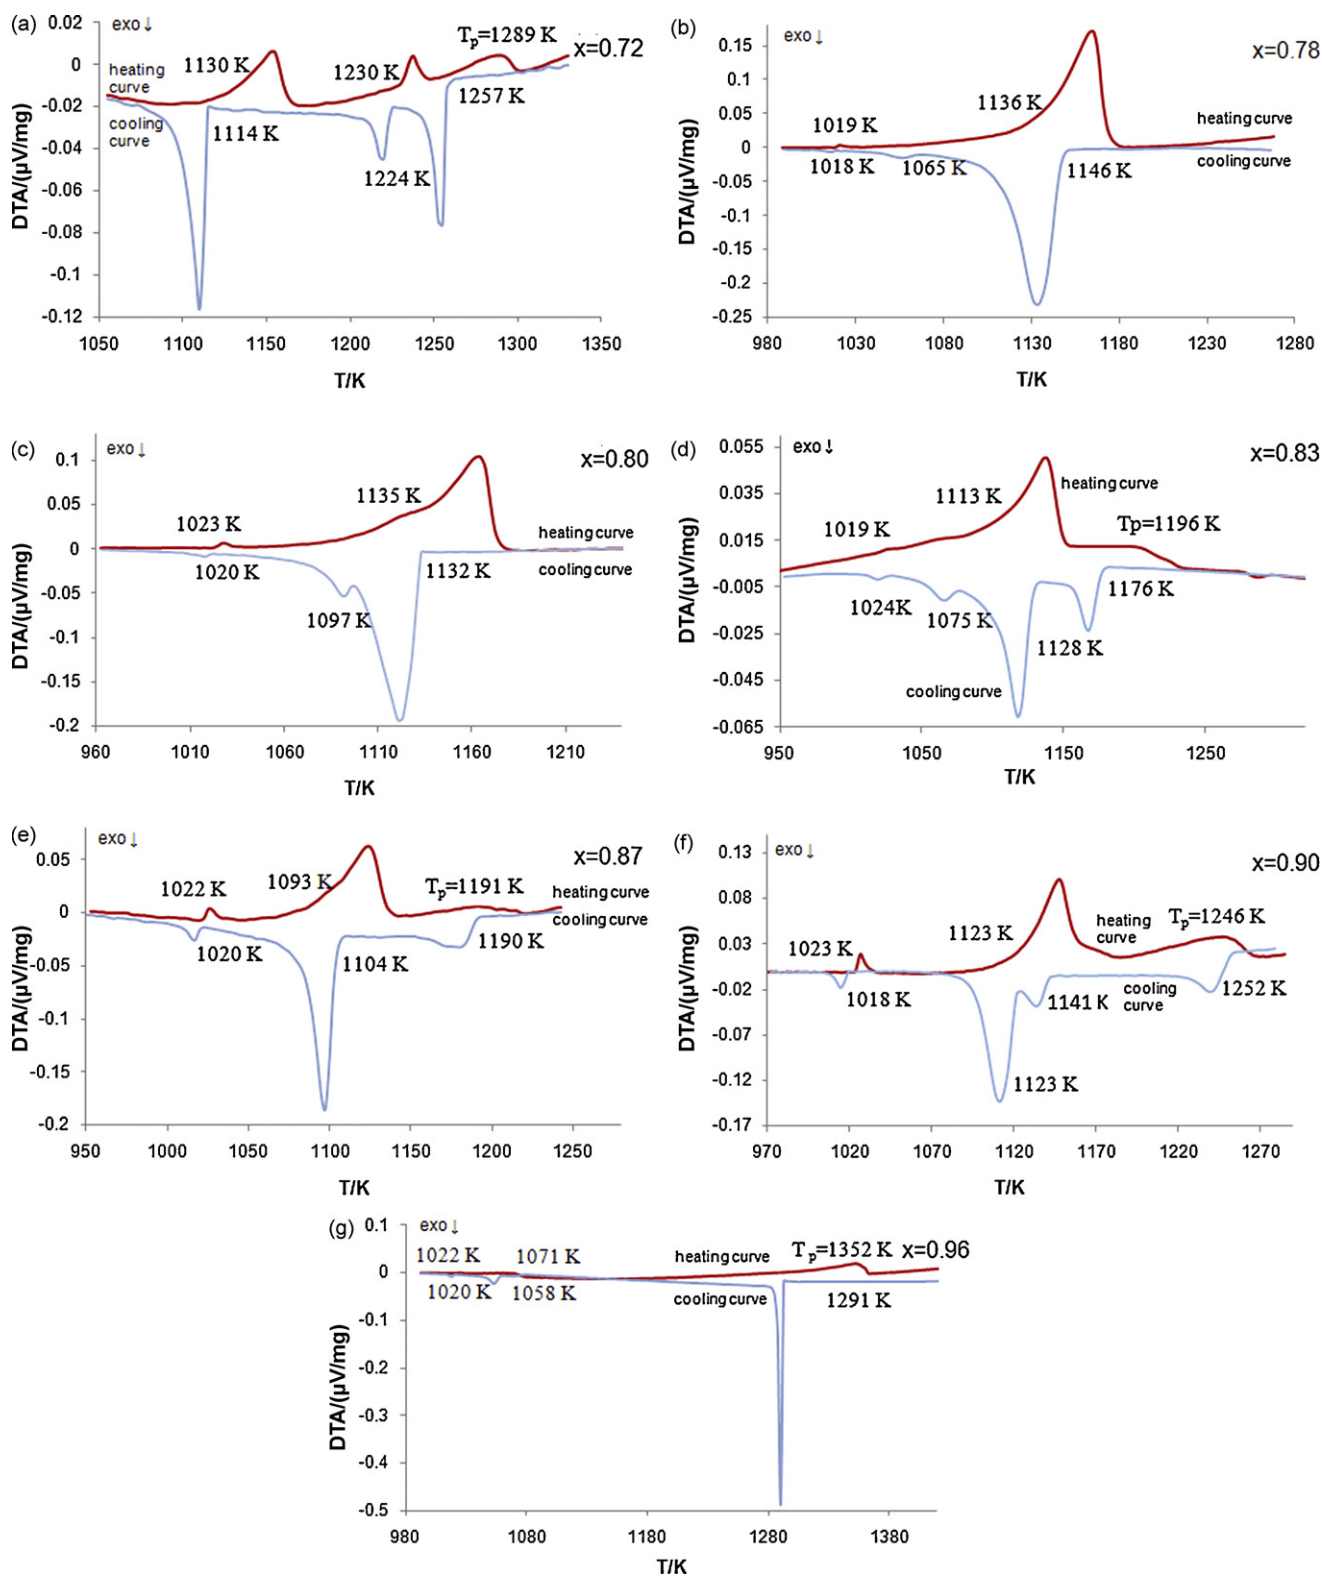 (a)
exo ↓
T_p=1289 K
x=0.72
heating curve
1130 K
1230 K
1257 K
cooling curve
1114 K
1224 K
DTA/(µV/mg)
0.02
0
-0.02
-0.04
-0.06
-0.08
-0.1
-0.12
1050 1100 1150 1200 1250 1300 1350
T/K
(b)
exo ↓
x=0.78
1136 K
1019 K
heating curve
1018 K
1065 K
1146 K
cooling curve
DTA/(µV/mg)
0.15
0.1
0.05
0
-0.05
-0.1
-0.15
-0.2
-0.25
980 1030 1080 1130 1180 1230 1280
T/K
(c)
exo ↓
x=0.80
1135 K
1023 K
heating curve
1020 K
1132 K
cooling curve
1097 K
DTA/(µV/mg)
0.1
0.05
0
-0.05
-0.1
-0.15
-0.2
960 1010 1060 1110 1160 1210
T/K
(d)
exo ↓
x=0.83
1113 K
heating curve
1019 K
Tp=1196 K
1176 K
1024K
1075 K
1128 K
cooling curve
DTA/(µV/mg)
0.055
0.035
0.015
-0.005
-0.025
-0.045
-0.065
950 1050 1150 1250
T/K
(e)
exo ↓
x=0.87
1022 K
1093 K
T_p=1191 K
heating curve
cooling curve
1020 K
1104 K
1190 K
DTA/(µV/mg)
0.05
0
-0.05
-0.1
-0.15
-0.2
950 1000 1050 1100 1150 1200 1250
T/K
(f)
exo ↓
x=0.90
T_p=1246 K
heating
curve
1123 K
1023 K
1018 K
cooling
curve
1141 K
1252 K
1123 K
DTA/(µV/mg)
0.13
0.08
0.03
-0.02
-0.07
-0.12
-0.17
970 1020 1070 1120 1170 1220 1270
T/K
(g)
exo ↓
1022 K
1071 K
heating curve
T_p=1352 K
x=0.96
1020 K
1058 K
cooling curve
1291 K
DTA/(µV/mg)
0.1
0
-0.1
-0.2
-0.3
-0.4
-0.5
980 1080 1180 1280 1380
T/K